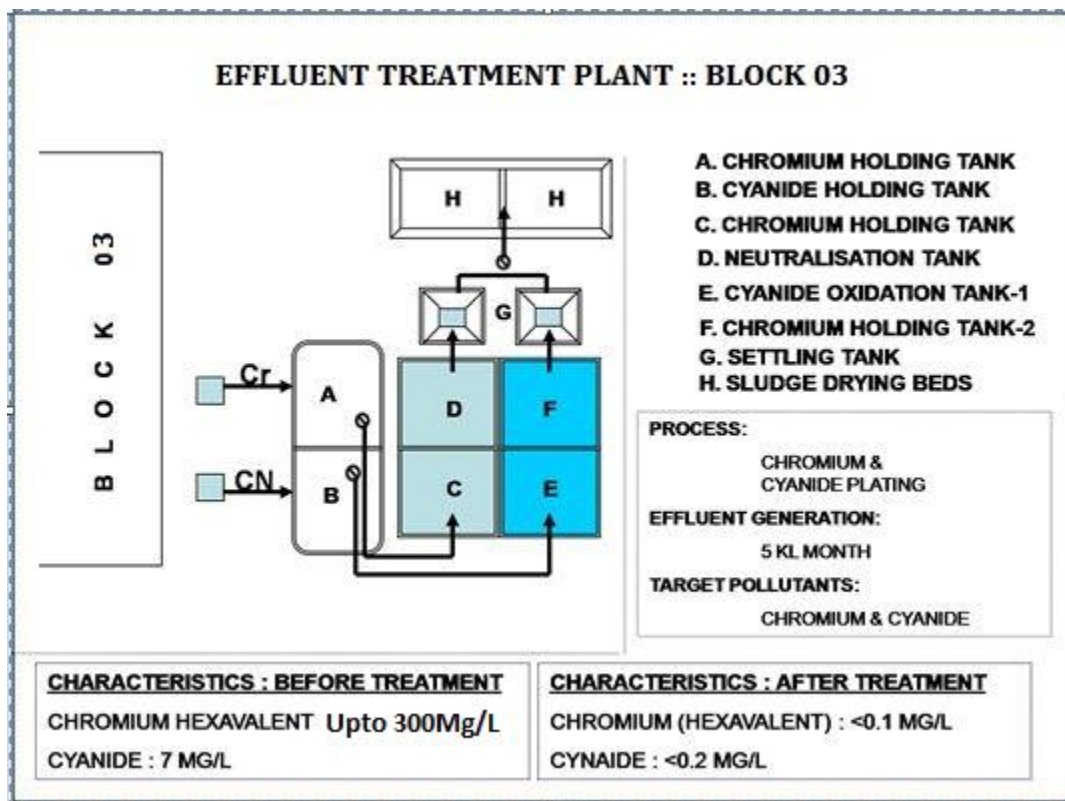 EFFLUENT TREATMENT PLANT :: BLOCK 03
BLOCK 03
Cr
CN
A
B
H
H
G
D
F
C
E
A. CHROMIUM HOLDING TANK
B. CYANIDE HOLDING TANK
C. CHROMIUM HOLDING TANK
D. NEUTRALISATION TANK
E. CYANIDE OXIDATION TANK-1
F. CHROMIUM HOLDING TANK-2
G. SETTLING TANK
H. SLUDGE DRYING BEDS
PROCESS:
CHROMIUM &
CYANIDE PLATING
EFFLUENT GENERATION:
5 KL MONTH
TARGET POLLUTANTS:
CHROMIUM & CYANIDE
CHARACTERISTICS : BEFORE TREATMENT
CHROMIUM HEXAVALENT Upto 300Mg/L
CYANIDE : 7 MG/L
CHARACTERISTICS : AFTER TREATMENT
CHROMIUM (HEXAVALENT) : <0.1 MG/L
CYNAIDE : <0.2 MG/L